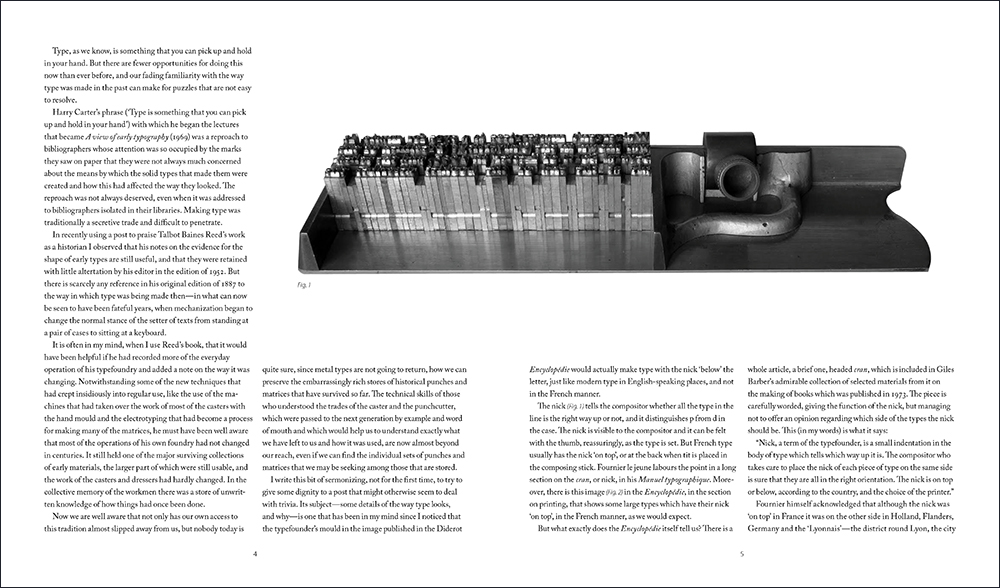 Type, as we know, is something that you can pick up and hold
in your hand. But there are fewer opportunities for doing this
now than ever before, and our fading familiarity with the way
type was made in the past can make for puzzles that are not easy
to resolve.
Harry Carter’s phrase (‘Type is something that you can pick
up and hold in your hand’) with which he began the lectures
that became A view of early typography (1969) was a reproach to
bibliographers whose attention was so occupied by the marks
they saw on paper that they were not always much concerned
about the means by which the solid types that made them were
created and how this had affected the way they looked. The
reproach was not always deserved, even when it was addressed
to bibliographers isolated in their libraries. Making type was
traditionally a secretive trade and difficult to penetrate.
In recently using a post to praise Talbot Baines Reed’s work
as a historian I observed that his notes on the evidence for the
shape of early types are still useful, and that they were retained
with little altertation by his editor in the edition of 1952. But
there is scarcely any reference in his original edition of 1887 to
the way in which type was being made then—in what can now
be seen to have been fateful years, when mechanization began to
change the normal stance of the setter of texts from standing at
a pair of cases to sitting at a keyboard.
It is often in my mind, when I use Reed’s book, that it would
have been helpful if he had recorded more of the everyday
operation of his typefoundry and added a note on the way it was
changing. Notwithstanding some of the new techniques that
had crept insidiously into regular use, like the use of the ma-
chines that had taken over the work of most of the casters with
the hand mould and the electrotyping that had become a process
for making many of the matrices, he must have been well aware
that most of the operations of his own foundry had not changed
in centuries. It still held one of the major surviving collections
of early materials, the larger part of which were still usable, and
the work of the casters and dressers had hardly changed. In the
collective memory of the workmen there was a store of unwrit-
ten knowledge of how things had once been done.
Now we are well aware that not only has our own access to
this tradition almost slipped away from us, but nobody today is
quite sure, since metal types are not going to return, how we can
preserve the embarrassingly rich stores of historical punches and
matrices that have survived so far. The technical skills of those
who understood the trades of the caster and the punchcutter,
which were passed to the next generation by example and word
of mouth and which would help us to understand exactly what
we have left to us and how it was used, are now almost beyond
our reach, even if we can find the individual sets of punches and
matrices that we may be seeking among those that are stored.
I write this bit of sermonizing, not for the first time, to try to
give some dignity to a post that might otherwise seem to deal
with trivia. Its subject—some details of the way type looks,
and why—is one that has been in my mind since I noticed that
the typefounder’s mould in the image published in the Diderot
4
Fig. 1
Encyclopédie would actually make type with the nick ‘below’ the
letter, just like modern type in English-speaking places, and not
in the French manner.
The nick (Fig. 1) tells the compositor whether all the type in the
line is the right way up or not, and it distinguishes p from d in
the case. The nick is visible to the compositor and it can be felt
with the thumb, reassuringly, as the type is set. But French type
usually has the nick ‘on top’, or at the back when tit is placed in
the composing stick. Fournier le jeune labours the point in a long
section on the cran, or nick, in his Manuel typographique. More-
over, there is this image (Fig. 2) in the Encyclopédie, in the section
on printing, that shows some large types which have their nick
‘on top’, in the French manner, as we would expect.
But what exactly does the Encyclopédie itself tell us? There is a
whole article, a brief one, headed cran, which is included in Giles
Barber’s admirable collection of selected materials from it on
the making of books which was published in 1973. The piece is
carefully worded, giving the function of the nick, but managing
not to offer an opinion regarding which side of the types the nick
should be. This (in my words) is what it says:
“Nick, a term of the typefounder, is a small indentation in the
body of type which tells which way up it is. The compositor who
takes care to place the nick of each piece of type on the same side
is sure that they are all in the right orientation. The nick is on top
or below, according to the country, and the choice of the printer.”
Fournier himself acknowledged that although the nick was
‘on top’ in France it was on the other side in Holland, Flanders,
Germany and the ‘Lyonnais’—the district round Lyon, the city
5